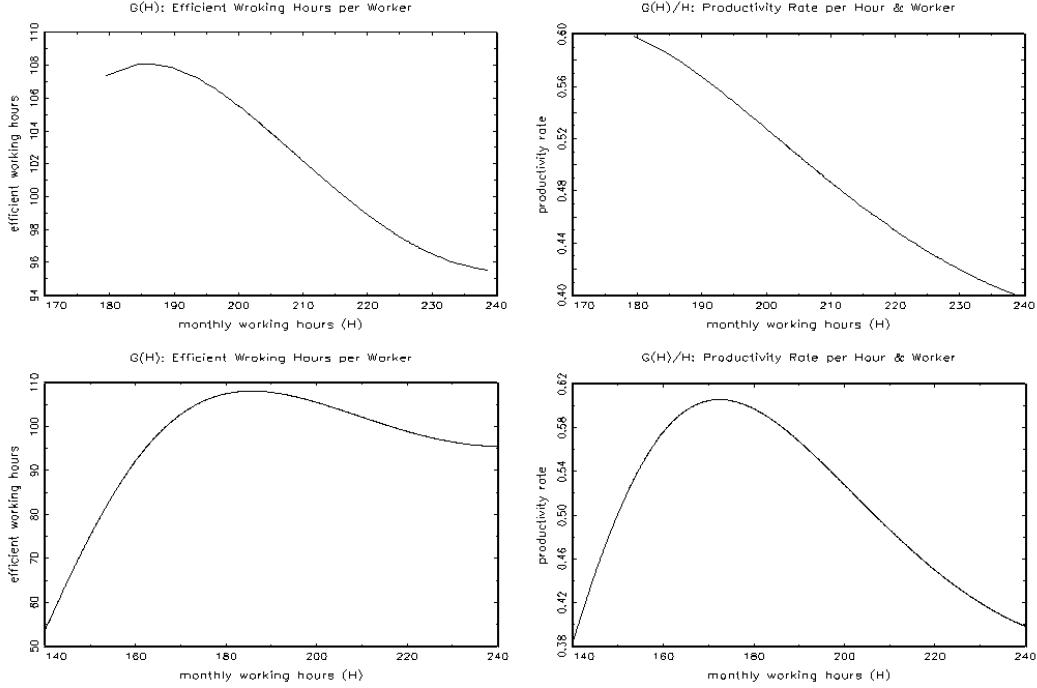 G(H): Efficient Wroking Hours per Worker
efficient working hours
110
108
106
104
102
100
98
96
94
170 180 190 200 210 220 230 240
monthly working hours (H)
G(H)/H: Productivity Rate per Hour & Worker
productivity rate
0.60
0.56
0.52
0.48
0.44
0.40
170 180 190 200 210 220 230 240
monthly working hours (H)
G(H): Efficient Wroking Hours per Worker
efficient working hours
110
100
90
80
70
60
50
140 160 180 200 220 240
monthly working hours (H)
G(H)/H: Productivity Rate per Hour & Worker
productivity rate
0.62
0.58
0.54
0.50
0.46
0.42
0.38
140 160 180 200 220 240
monthly working hours (H)